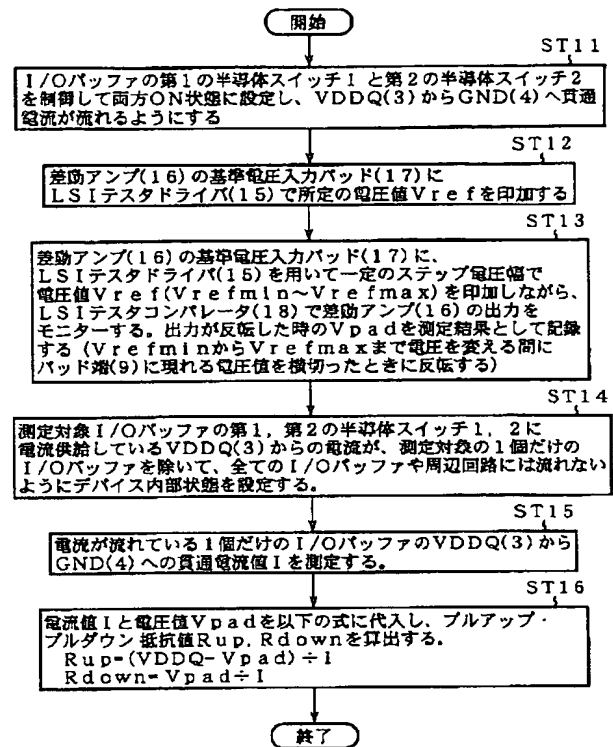 開始
ST11
I/Oバッファの第1の半導体スイッチ1 と第2の半導体スイッチ2
を制御して両方ON状態に設定し、VDDQ(3)からGND(4)へ貫通
電流が流れるようにする
ST12
差動アンプ(16)の基準電圧入力パッド(17)に
LSIテスタドライバ(15)で所定の電圧値Vrefを印加する
ST13
差動アンプ(16)の基準電圧入力パッド(17)に、
LSIテスタドライバ(15)を用いて一定のステップ電圧幅で
電圧値Vref(Vrefmin~Vrefmax)を印加しながら、
LSIテスタコンパレータ(18)で差動アンプ(16)の出力を
モニターする。出力が反転した時のVpadを測定結果として記録
する (VrefminからVrefmaxまで電圧を変える間に
パッド端(9)に現れる電圧値を横切ったときに反転する)
ST14
測定対象I/Oバッファの第1, 第2の半導体スイッチ1, 2に
電流供給しているVDDQ(3)からの電流が、測定対象の1個だけの
I/Oバッファを除いて、全てのI/Oバッファや周辺回路には流れない
ようにデバイス内部状態を設定する。
ST15
電流が流れている1個だけのI/OバッファのVDDQ(3)から
GND(4)への貫通電流値Iを測定する。
ST16
電流値Iと電圧値Vpadを以下の式に代入し、プルアップ・
プルダウン 抵抗値Rup, Rdownを算出する。
Rup=(VDDQ-Vpad)÷I
Rdown=Vpad÷I
終了